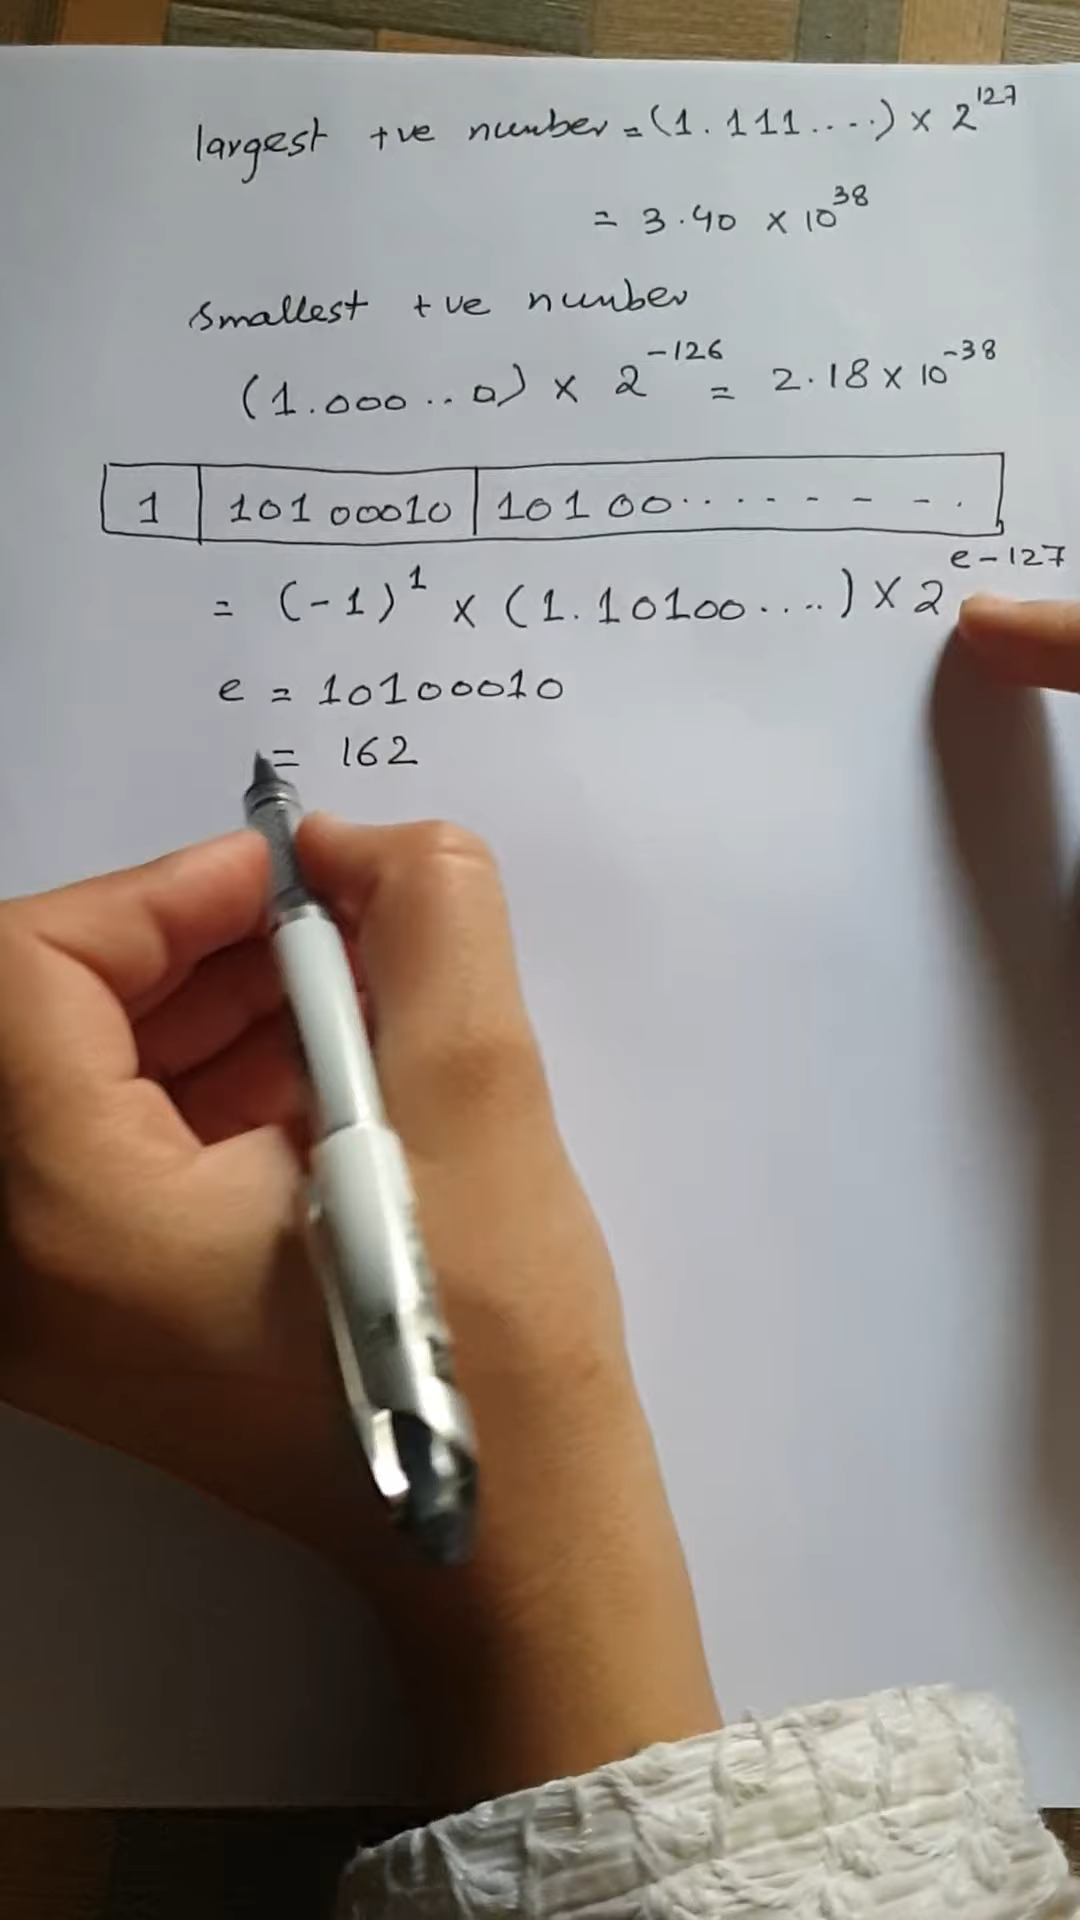 largest +ve number = (1.111....) × 2^127
= 3.40 × 10^38
smallest +ve number
(1.000..0) × 2^-126 = 2.18 × 10^-38
1 | 10100010 | 10100.........
= (-1)^1 × (1.10100....) × 2^e-127
e = 10100010
= 162